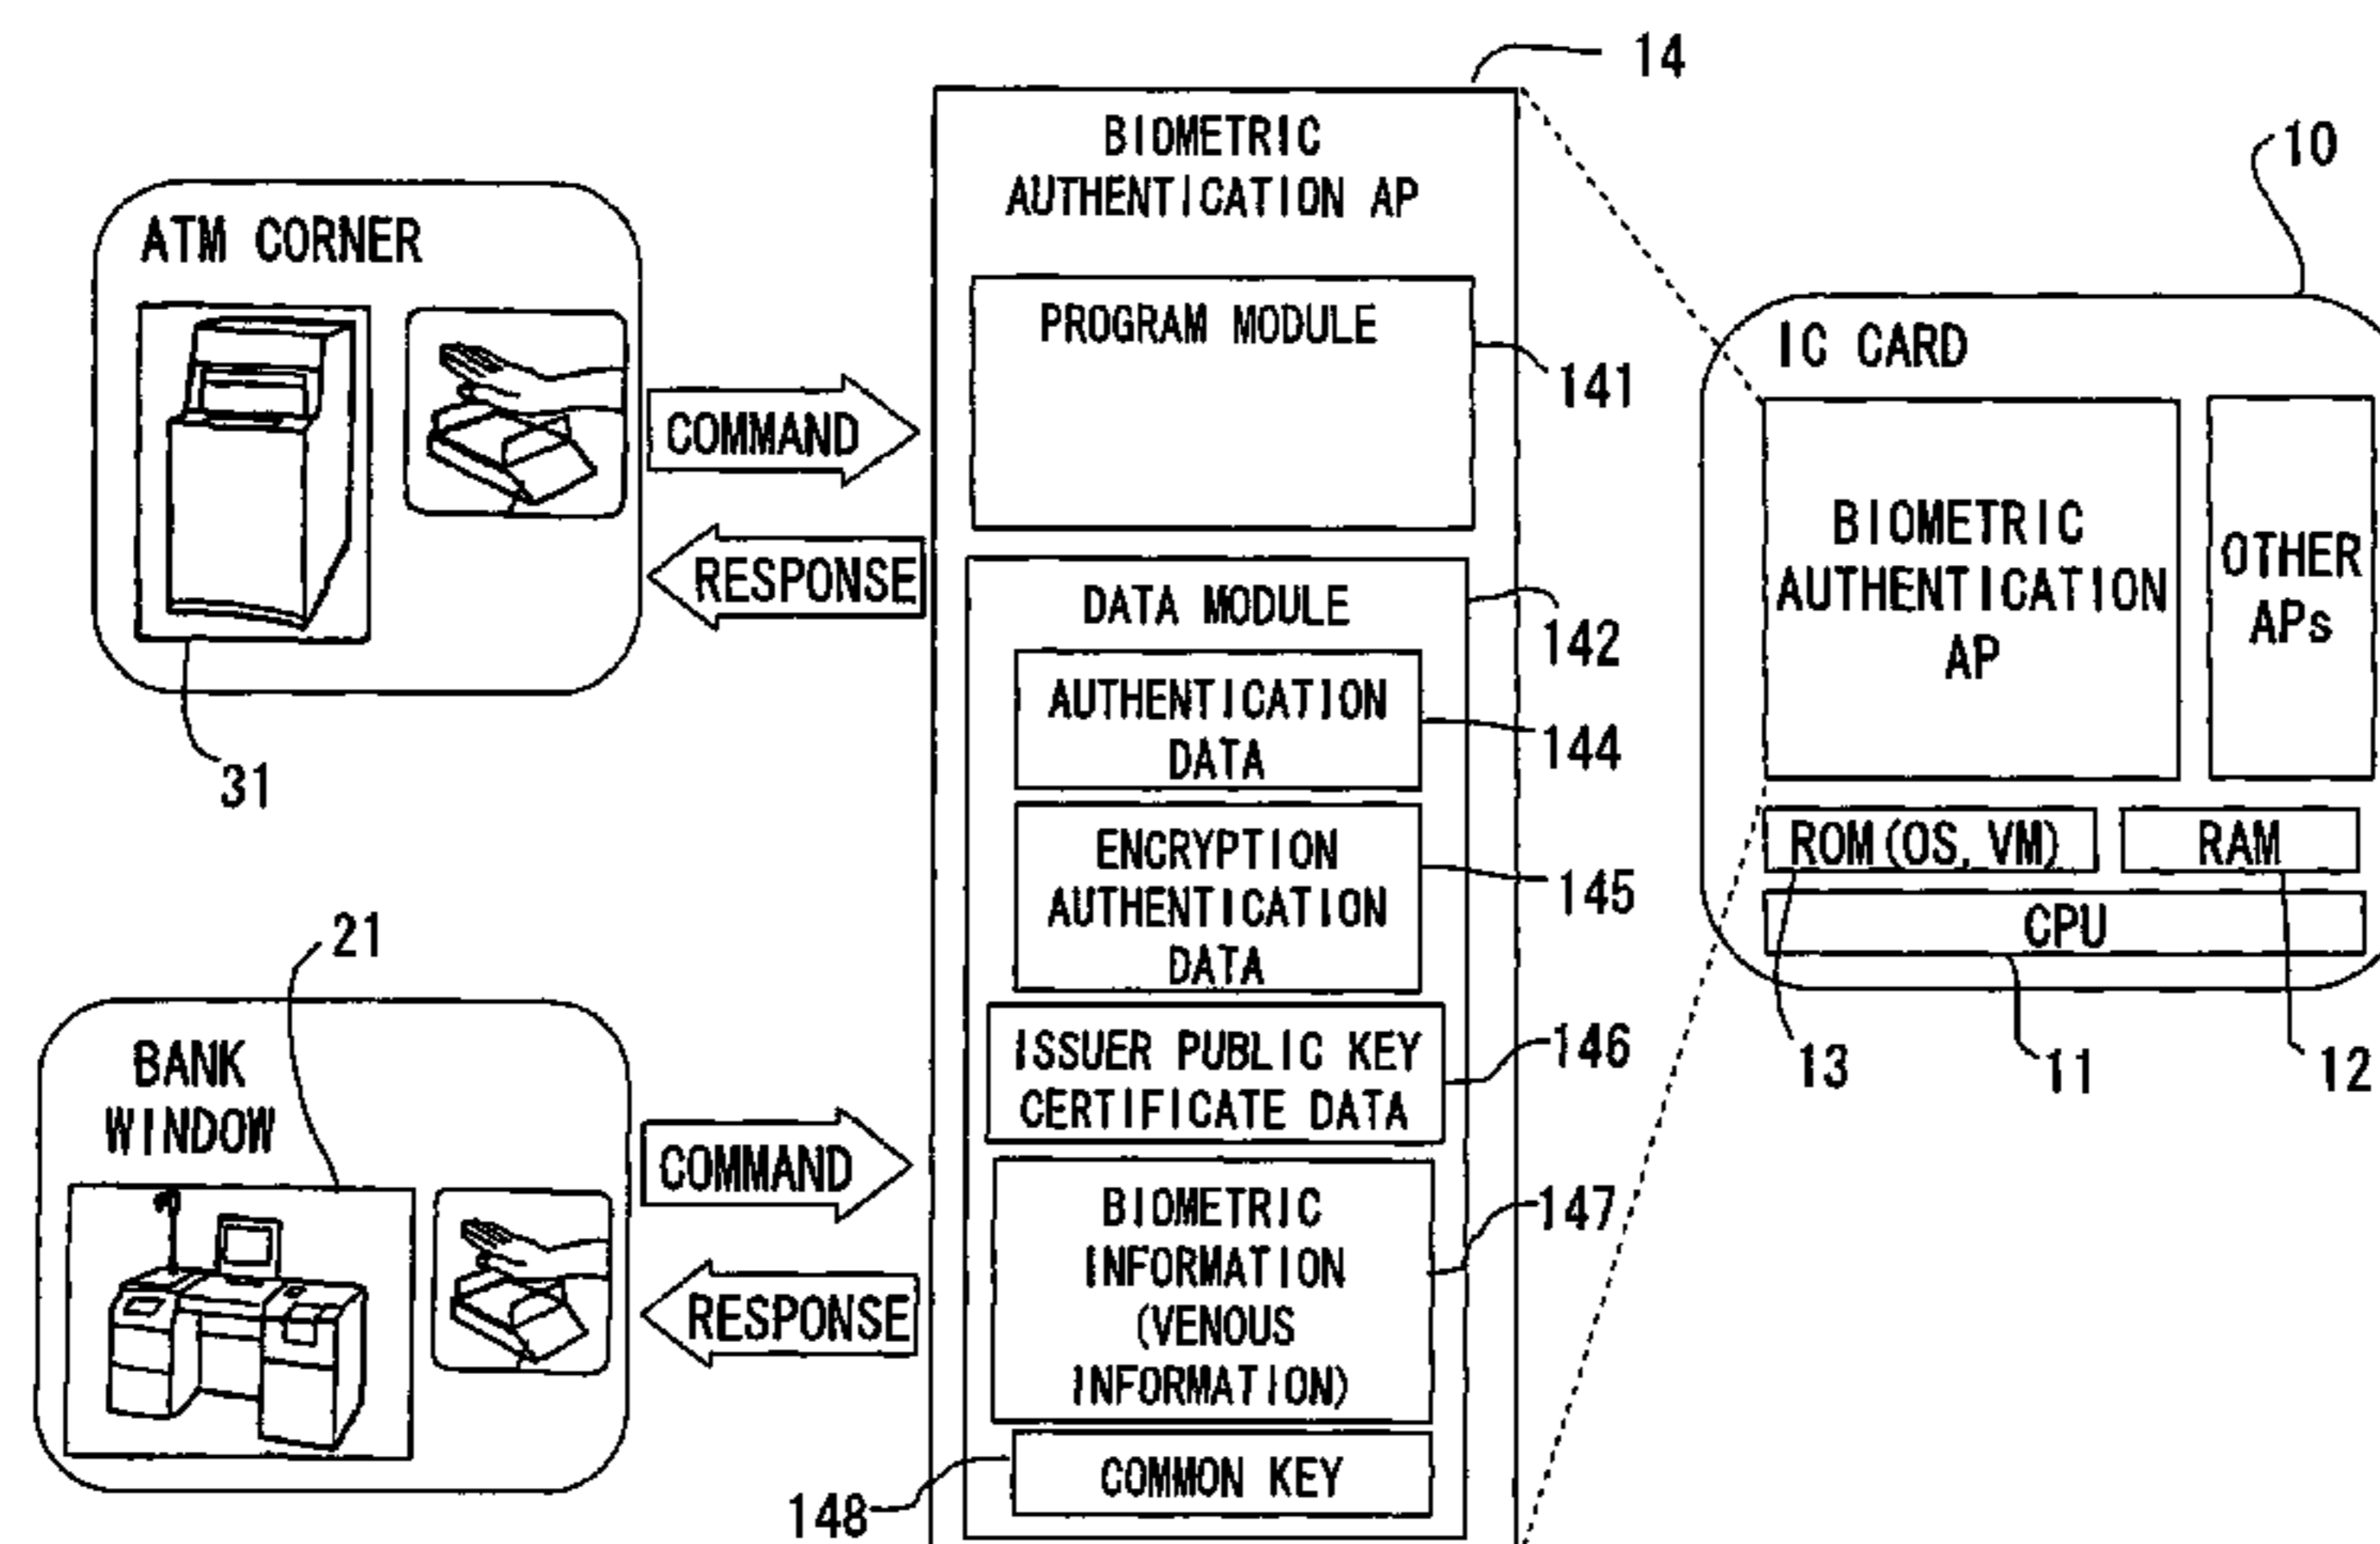 14
BIOMETRIC
AUTHENTICATION AP
10
ATM CORNER
PROGRAM MODULE
141
IC CARD
COMMAND
RESPONSE
BIOMETRIC
AUTHENTICATION
AP
OTHER
APs
DATA MODULE
142
AUTHENTICATION
DATA
144
31
ENCRYPTION
AUTHENTICATION
DATA
145
ROM(OS, VM)
RAM
CPU
13
11
12
21
ISSUER PUBLIC KEY
CERTIFICATE DATA
146
BANK
WINDOW
COMMAND
RESPONSE
BIOMETRIC
INFORMATION
(VENOUS
INFORMATION)
147
COMMON KEY
148